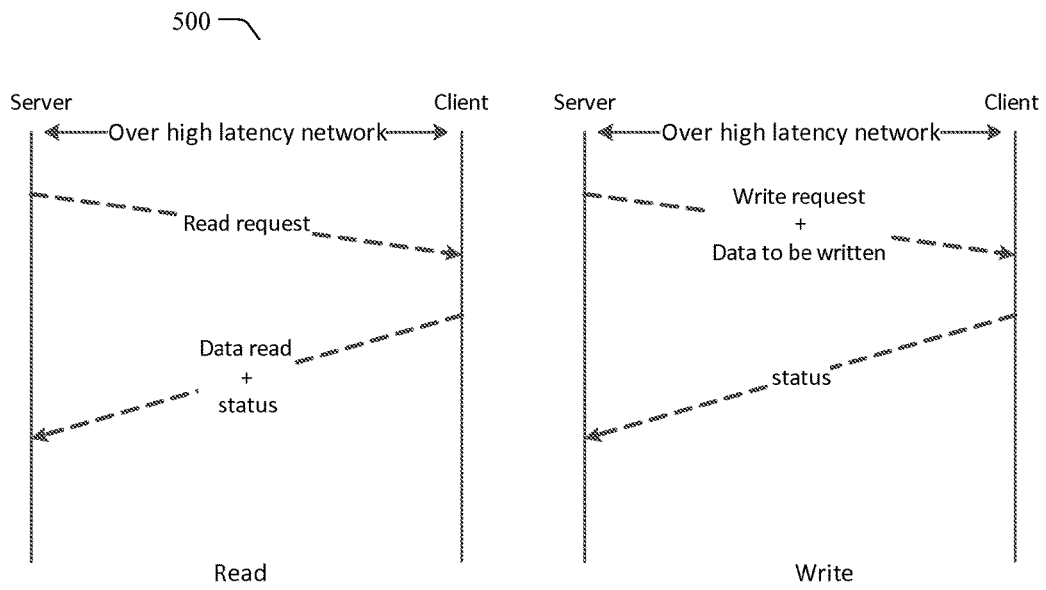 500
Server
Client
Over high latency network
Read request
Data read
+
status
Read
Server
Client
Over high latency network
Write request
+
Data to be written
status
Write